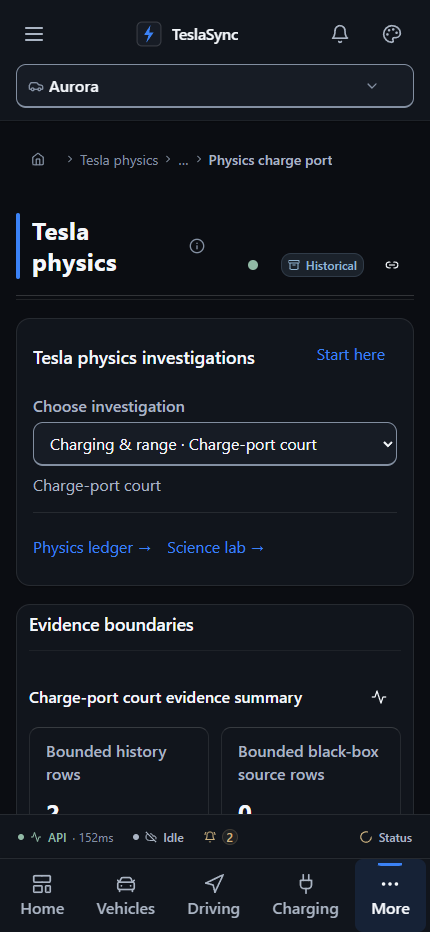 TeslaSync
Aurora
Tesla physics
...
Physics charge port
Tesla
physics
Historical
Tesla physics investigations
Start here
Choose investigation
Charging & range · Charge-port court
Charge-port court
Physics ledger →
Science lab →
Evidence boundaries
Charge-port court evidence summary
Bounded history
rows
2
Bounded black-box
source rows
0
API · 152ms
Idle
2
Status
Home
Vehicles
Driving
Charging
More